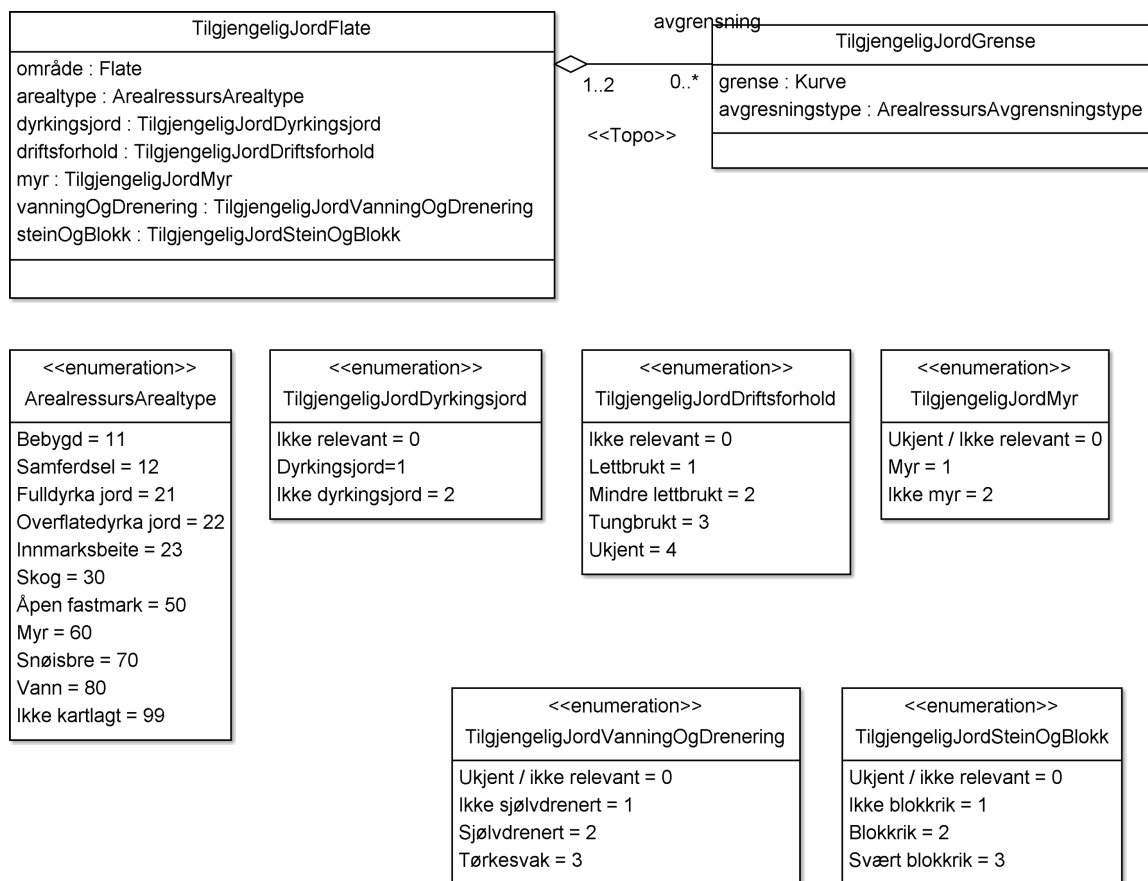 TilgjengeligJordFlate
område : Flate
arealtype : ArealressursArealtype
dyrkingsjord : TilgjengeligJordDyrkingsjord
driftsforhold : TilgjengeligJordDriftsforhold
myr : TilgjengeligJordMyr
vanningOgDrenering : TilgjengeligJordVanningOgDrenering
steinOgBlokk : TilgjengeligJordSteinOgBlokk
avgrensning
1..2
0..*
<<Topo>>
TilgjengeligJordGrense
grense : Kurve
avgresningstype : ArealressursAvgrensningstype
<<enumeration>>
ArealressursArealtype
Bebygd = 11
Samferdsel = 12
Fulldyrka jord = 21
Overflatedyrka jord = 22
Innmarksbeite = 23
Skog = 30
Åpen fastmark = 50
Myr = 60
Snøisbre = 70
Vann = 80
Ikke kartlagt = 99
<<enumeration>>
TilgjengeligJordDyrkingsjord
Ikke relevant = 0
Dyrkingsjord=1
Ikke dyrkingsjord = 2
<<enumeration>>
TilgjengeligJordDriftsforhold
Ikke relevant = 0
Lettbrukt = 1
Mindre lettbrukt = 2
Tungbrukt = 3
Ukjent = 4
<<enumeration>>
TilgjengeligJordMyr
Ukjent / Ikke relevant = 0
Myr = 1
Ikke myr = 2
<<enumeration>>
TilgjengeligJordVanningOgDrenering
Ukjent / ikke relevant = 0
Ikke sjølvdrenert = 1
Sjølvdrenert = 2
Tørkesvak = 3
<<enumeration>>
TilgjengeligJordSteinOgBlokk
Ukjent / ikke relevant = 0
Ikke blokkrik = 1
Blokkrik = 2
Svært blokkrik = 3